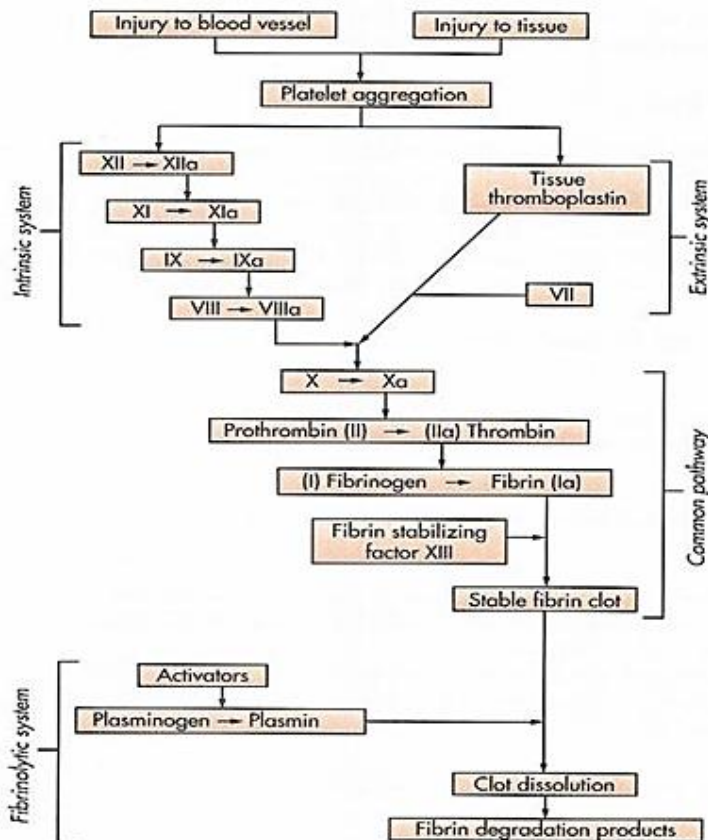 Injury to blood vessel
Injury to tissue
Platelet aggregation
XII → XIIa
XI → XIa
IX → IXa
VIII → VIIIa
Intrinsic system
Tissue
thromboplastin
VII
Extrinsic system
X → Xa
Prothrombin (II) → (IIa) Thrombin
(I) Fibrinogen → Fibrin (Ia)
Fibrin stabilizing
factor XIII
Stable fibrin clot
Common pathway
Activators
Plasminogen → Plasmin
Fibrinolytic system
Clot dissolution
Fibrin degradation products